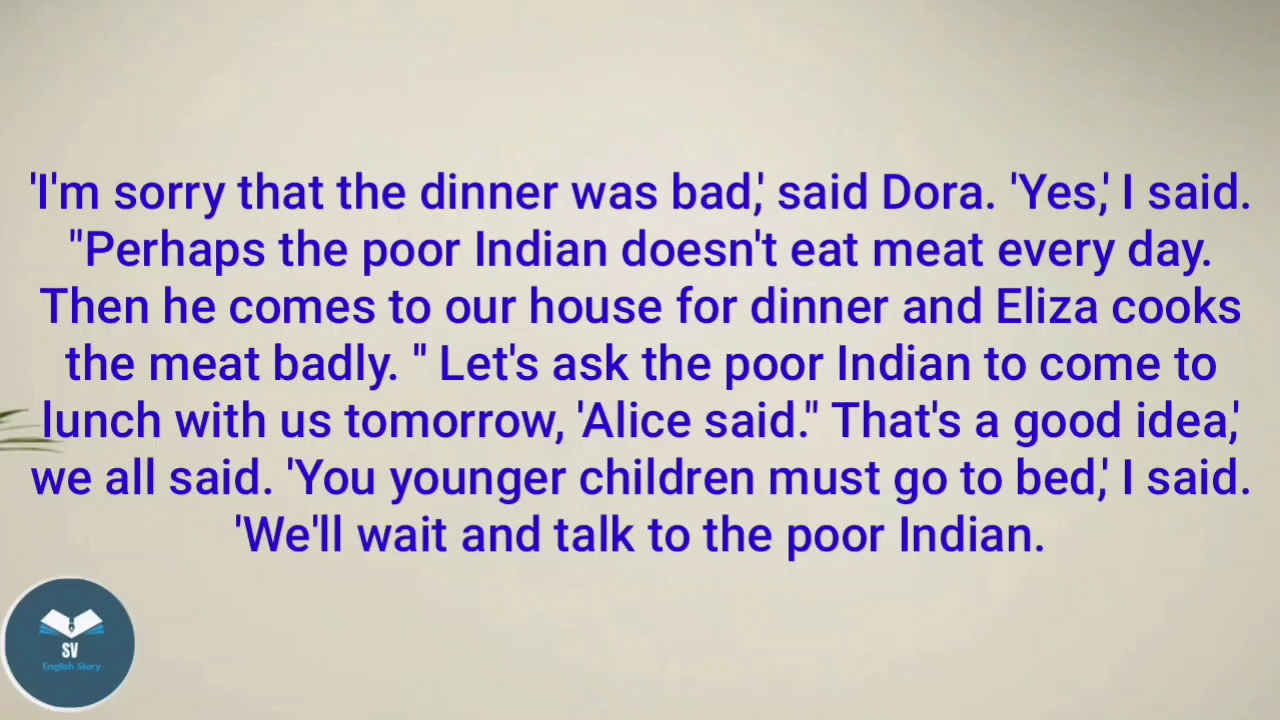 'I'm sorry that the dinner was bad,' said Dora. 'Yes,' I said.
"Perhaps the poor Indian doesn't eat meat every day.
Then he comes to our house for dinner and Eliza cooks
the meat badly. " Let's ask the poor Indian to come to
lunch with us tomorrow, 'Alice said." That's a good idea,'
we all said. 'You younger children must go to bed,' I said.
'We'll wait and talk to the poor Indian.
SV
English Story